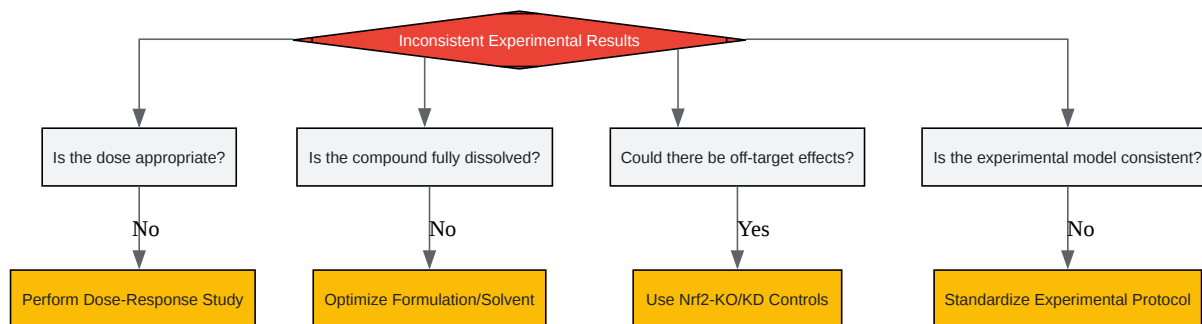 Inconsistent Experimental Results
Is the dose appropriate?
Is the compound fully dissolved?
Could there be off-target effects?
Is the experimental model consistent?
No
No
Yes
No
Perform Dose-Response Study
Optimize Formulation/Solvent
Use Nrf2-KO/KD Controls
Standardize Experimental Protocol